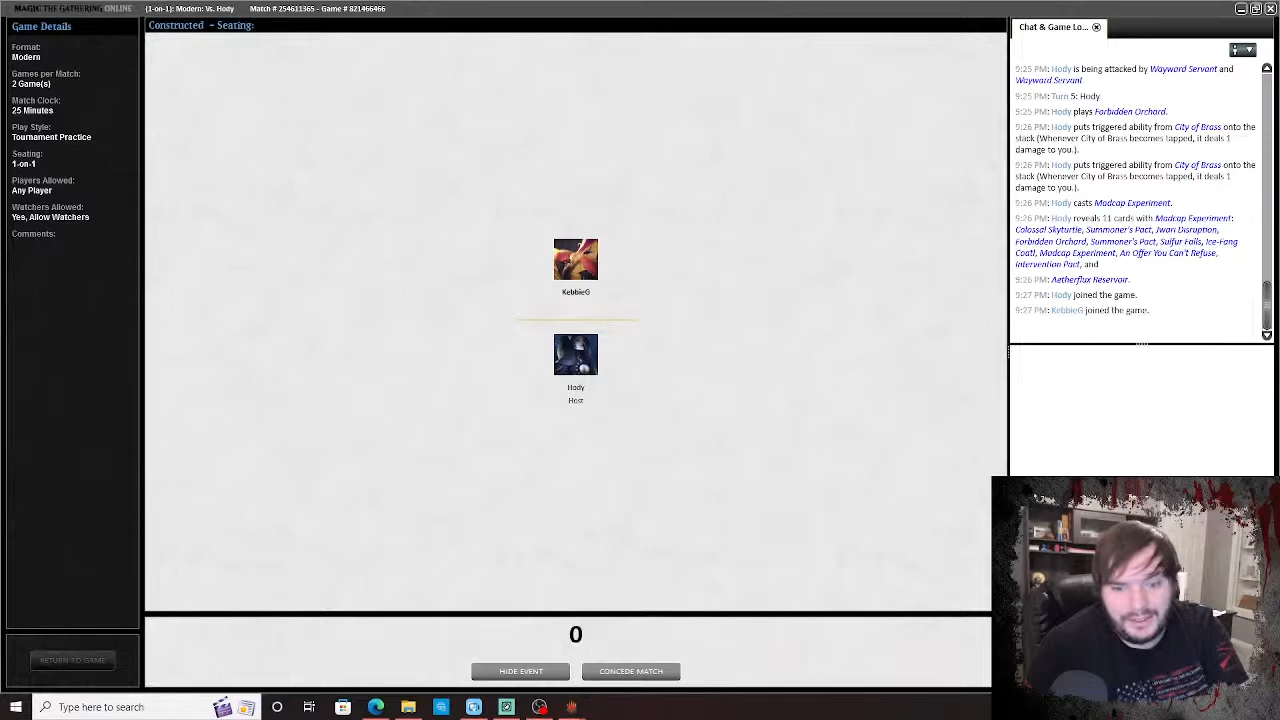 MAGIC THE GATHERING ONLINE
(1-on-1): Modern: Vs. Hody
Match # 254611365 - Game # 821466466
Game Details
Format:
Modern
Games per Match:
2 Game(s)
Match Clock:
25 Minutes
Play Style:
Tournament Practice
Seating:
1-on-1
Players Allowed:
Any Player
Watchers Allowed:
Yes, Allow Watchers
Comments:
RETURN TO GAME
Constructed - Seating:
KebbieG
Hody
Host
0
HIDE EVENT
CONCEDE MATCH
Chat & Game Lo...
9:25 PM: Hody is being attacked by Wayward Servant and
Wayward Servant
9:25 PM: Turn 5: Hody
9:25 PM: Hody plays Forbidden Orchard.
9:26 PM: Hody puts triggered ability from City of Brass onto the
stack (Whenever City of Brass becomes tapped, it deals 1
damage to you.).
9:26 PM: Hody puts triggered ability from City of Brass onto the
stack (Whenever City of Brass becomes tapped, it deals 1
damage to you.).
9:26 PM: Hody casts Madcap Experiment.
9:26 PM: Hody reveals 11 cards with Madcap Experiment:
Colossal Skyturtle, Summoner's Pact, Jwari Disruption,
Forbidden Orchard, Summoner's Pact, Sulfur Falls, Ice-Fang
Coatl, Madcap Experiment, An Offer You Can't Refuse,
Intervention Pact, and
9:26 PM: Aetherflux Reservoir.
9:27 PM: Hody joined the game.
9:27 PM: KebbieG joined the game.
Type here to search